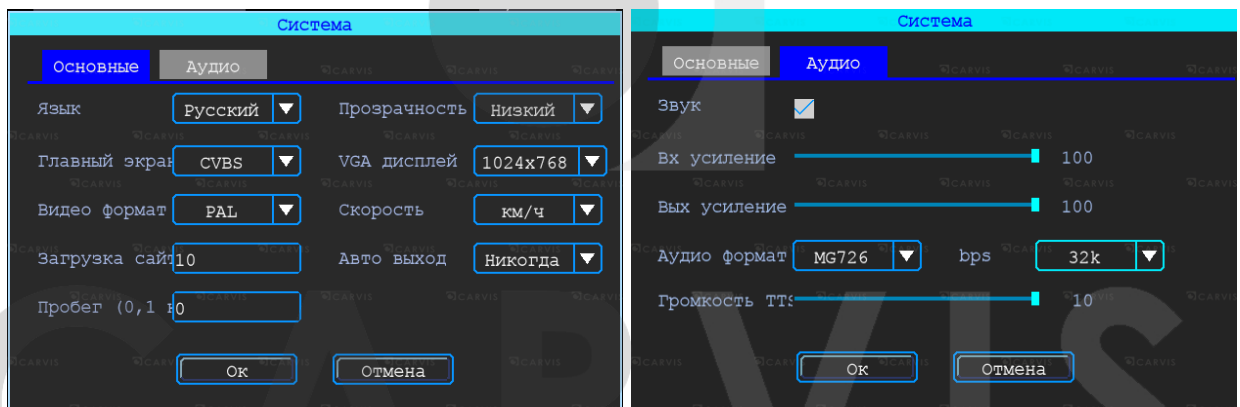 Система
Основные Аудио
Язык Русский Прозрачность Низкий
Главный экран CVBS VGA дисплей 1024x768
Видео формат PAL Скорость км/ч
Загрузка сайт 10 Авто выход Никогда
Пробег (0,1 к 0
Ок Отмена
Система
Основные Аудио
Звук
Вх усиление 100
Вых усиление 100
Аудио формат MG726 bps 32k
Громкость TTS 10
Ок Отмена
CARVIS